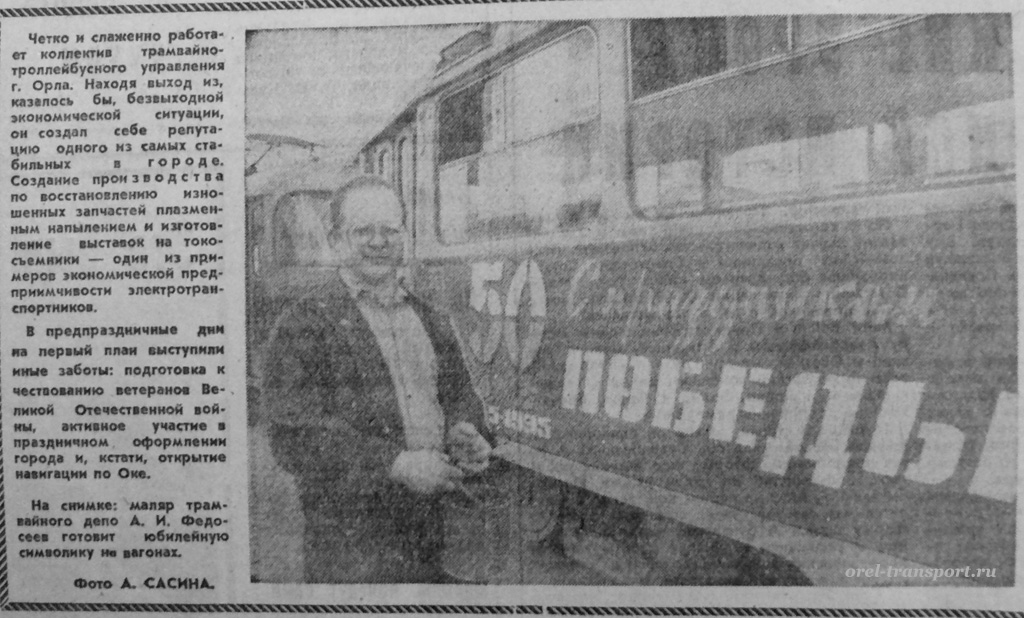 Четко и слаженно работа-
ет коллектив трамвайно-
троллейбусного управления
г. Орла. Находя выход из,
казалось бы, безвыходной
экономической ситуации,
он создал себе репута-
цию одного из самых ста-
бильных в городе.
Создание производства
по восстановлению изно-
шенных запчастей плазмен-
ным напылением и изготов-
ление выставок на токо-
съемники — один из при-
меров экономической пред-
приимчивости электротран-
спортников.
В предпраздничные дни
на первый план выступили
иные заботы: подготовка к
чествованию ветеранов Ве-
ликой Отечественной вой-
ны, активное участие в
праздничном оформлении
города и, кстати, открытие
навигации по Оке.
На снимке: маляр трам-
вайного депо А. И. Федо-
сеев готовит юбилейную
символику на вагонах.
Фото А. САСИНА.
50 С праздником
ПОБЕДЫ
orel-transport.ru